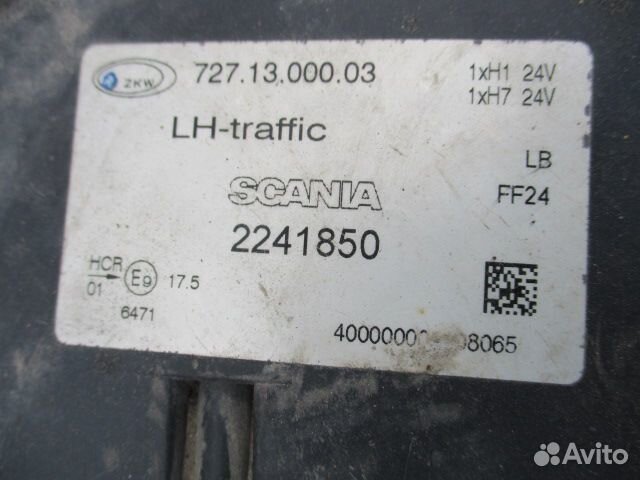 ZKW 727.13.000.03 1xH1 24V
1xH7 24V
LH-traffic
LB
SCANIA
FF24
2241850
HCR
01 E9 17.5
6471
Avito